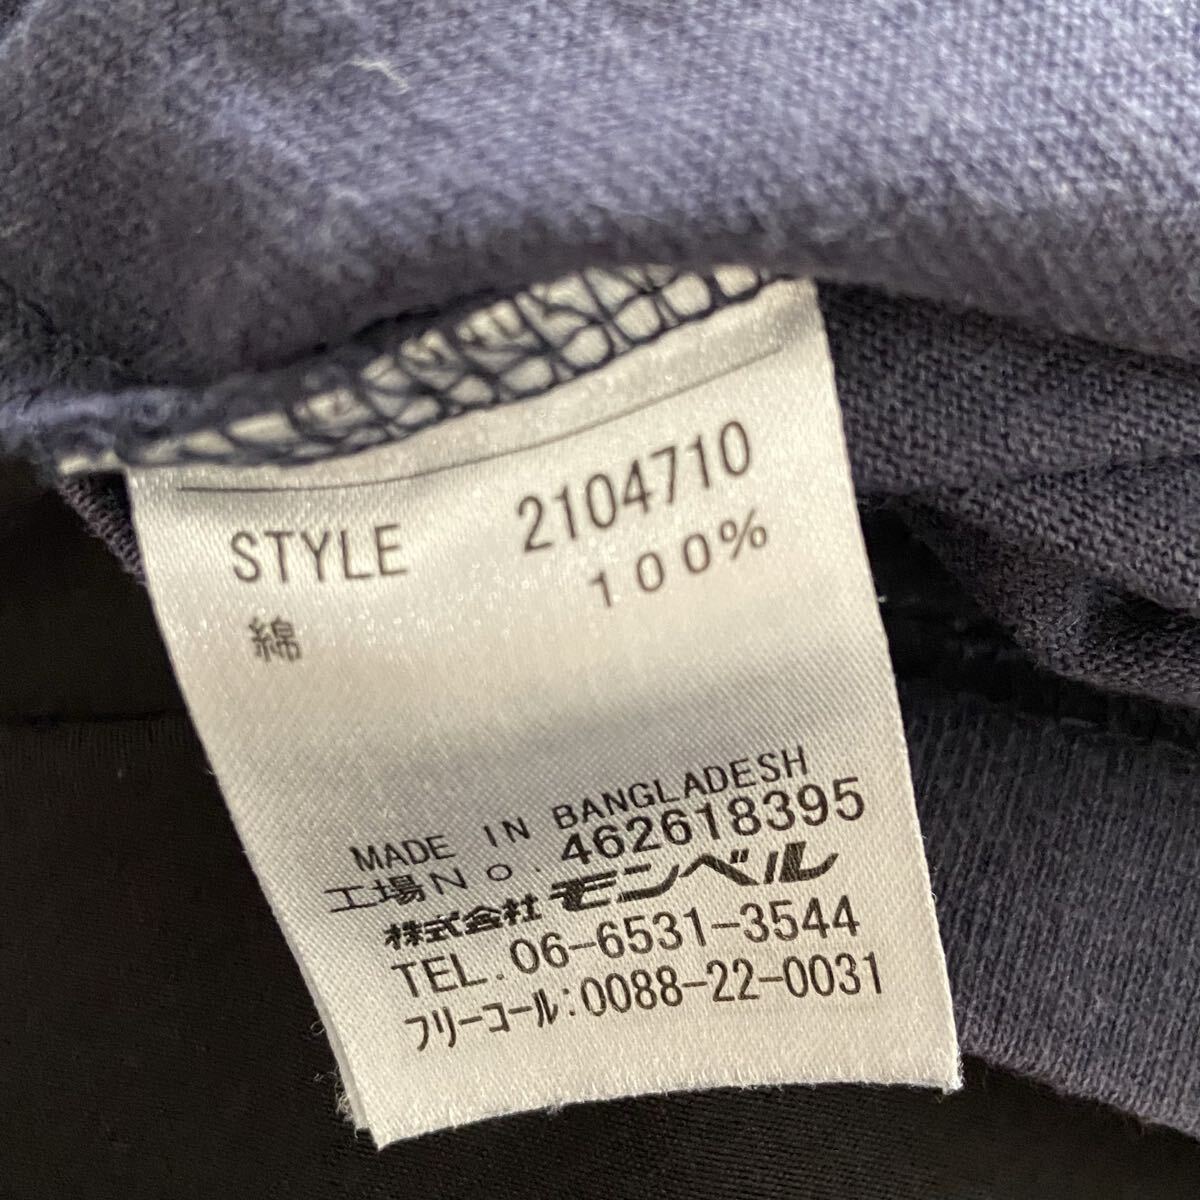 STYLE 2104710
綿 100%
MADE IN BANGLADESH
工場No. 462618395
株式会社モンベル
TEL. 06-6531-3544
フリーコール:0088-22-0031